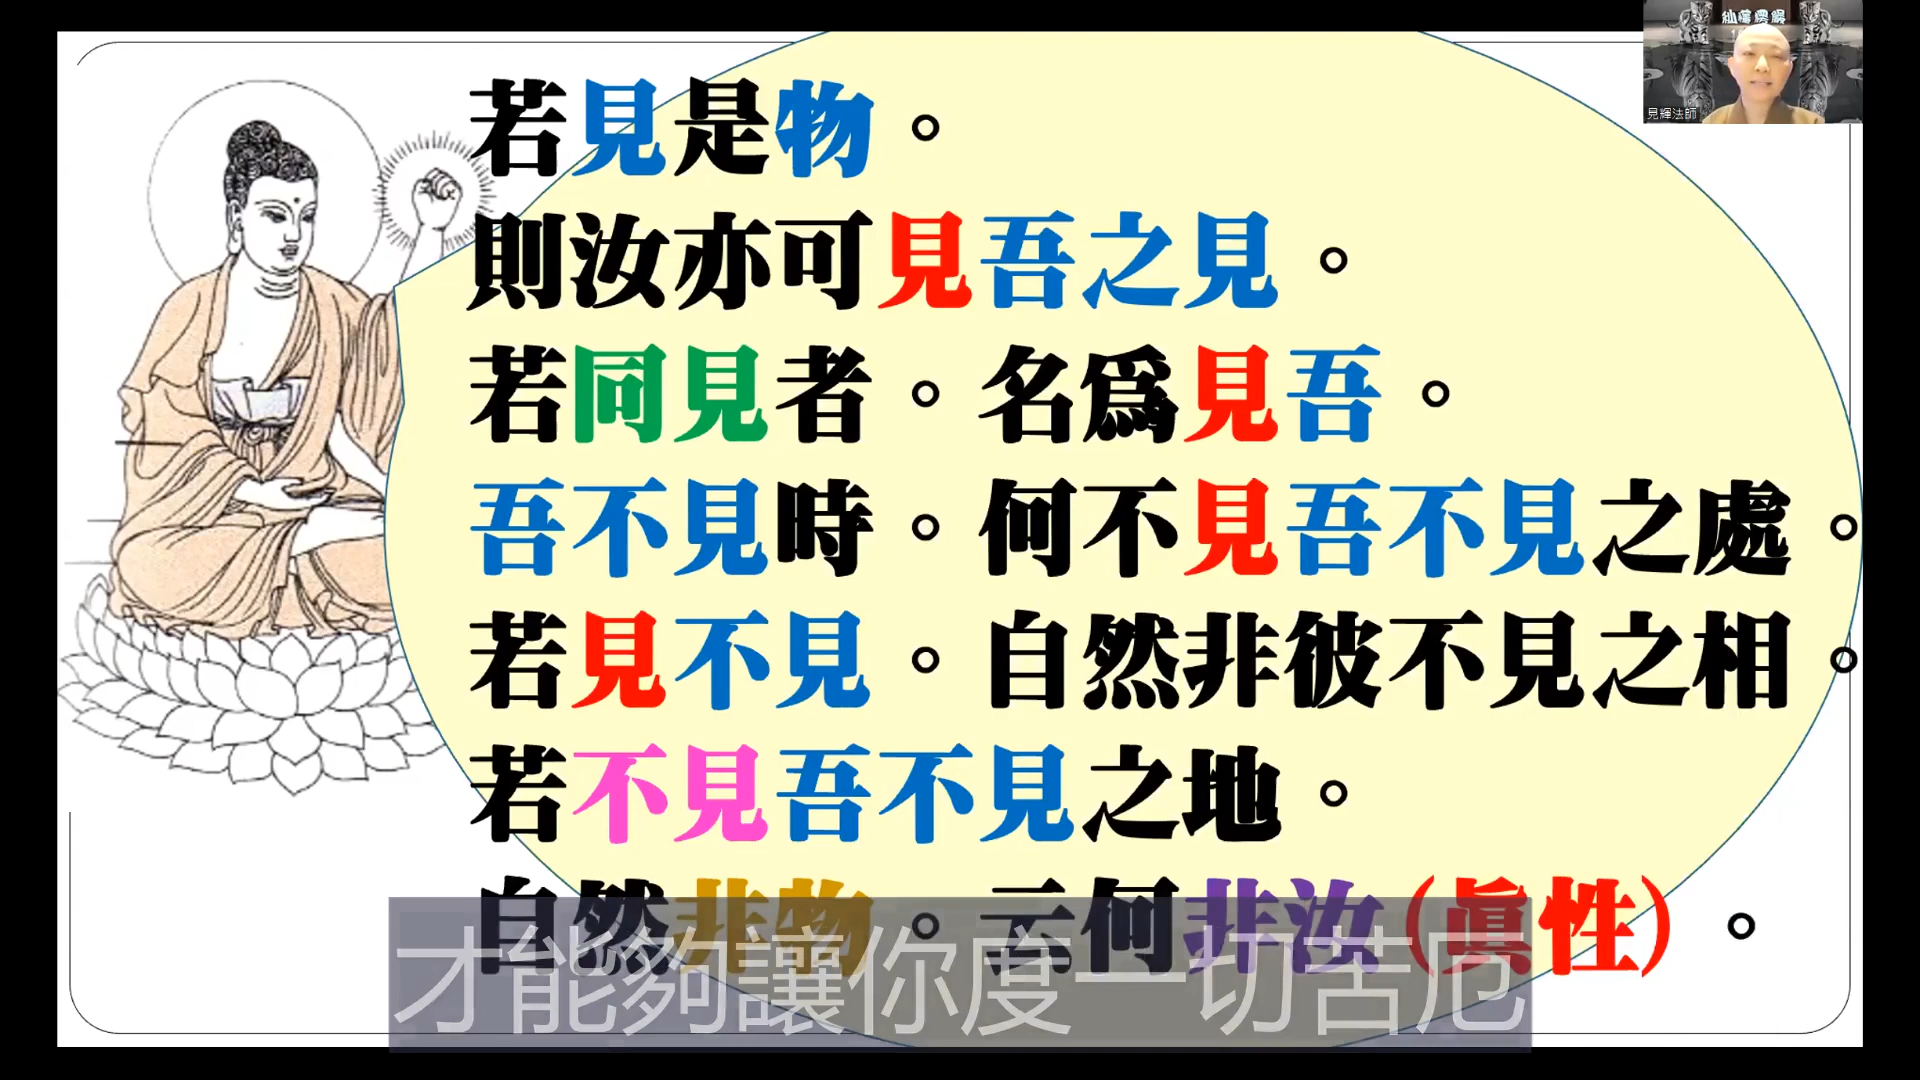 若見是物。
則汝亦可見吾之見。
若同見者。名爲見吾。
吾不見時。何不見吾不見之處。
若見不見。自然非彼不見之相。
若不見吾不見之地。
自然非物。云何非汝(眞性)。
才能夠讓你度一切苦厄
見輝法師